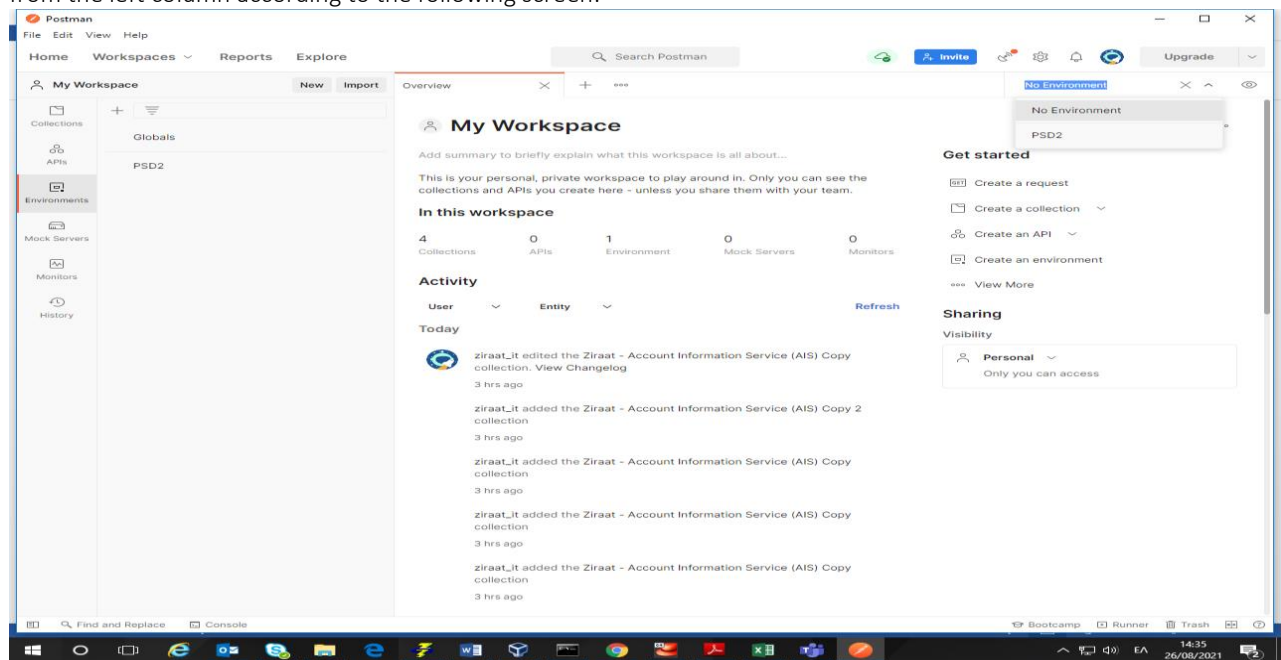 from the left column according to the following screen.
Postman
File Edit View Help
Home Workspaces Reports Explore Search Postman Invite Upgrade
My Workspace New Import Overview No Environment
Collections
APIs
Environments
Mock Servers
Monitors
History
Globals
PSD2
No Environment
PSD2
My Workspace
Add summary to briefly explain what this workspace is all about...
This is your personal, private workspace to play around in. Only you can see the
collections and APIs you create here - unless you share them with your team.
In this workspace
4 0 1 0 0
Collections APIs Environment Mock Servers Monitors
Activity
User Entity Refresh
Today
ziraat_it edited the Ziraat - Account Information Service (AIS) Copy
collection. View Changelog
3 hrs ago
ziraat_it added the Ziraat - Account Information Service (AIS) Copy 2
collection
3 hrs ago
ziraat_it added the Ziraat - Account Information Service (AIS) Copy
collection
3 hrs ago
ziraat_it added the Ziraat - Account Information Service (AIS) Copy
collection
3 hrs ago
ziraat_it added the Ziraat - Account Information Service (AIS) Copy
collection
3 hrs ago
Get started
GET Create a request
Create a collection
Create an API
Create an environment
View More
Sharing
Visibility
Personal
Only you can access
Find and Replace Console Bootcamp Runner Trash
ΕΛ 14:35
26/08/2021 2